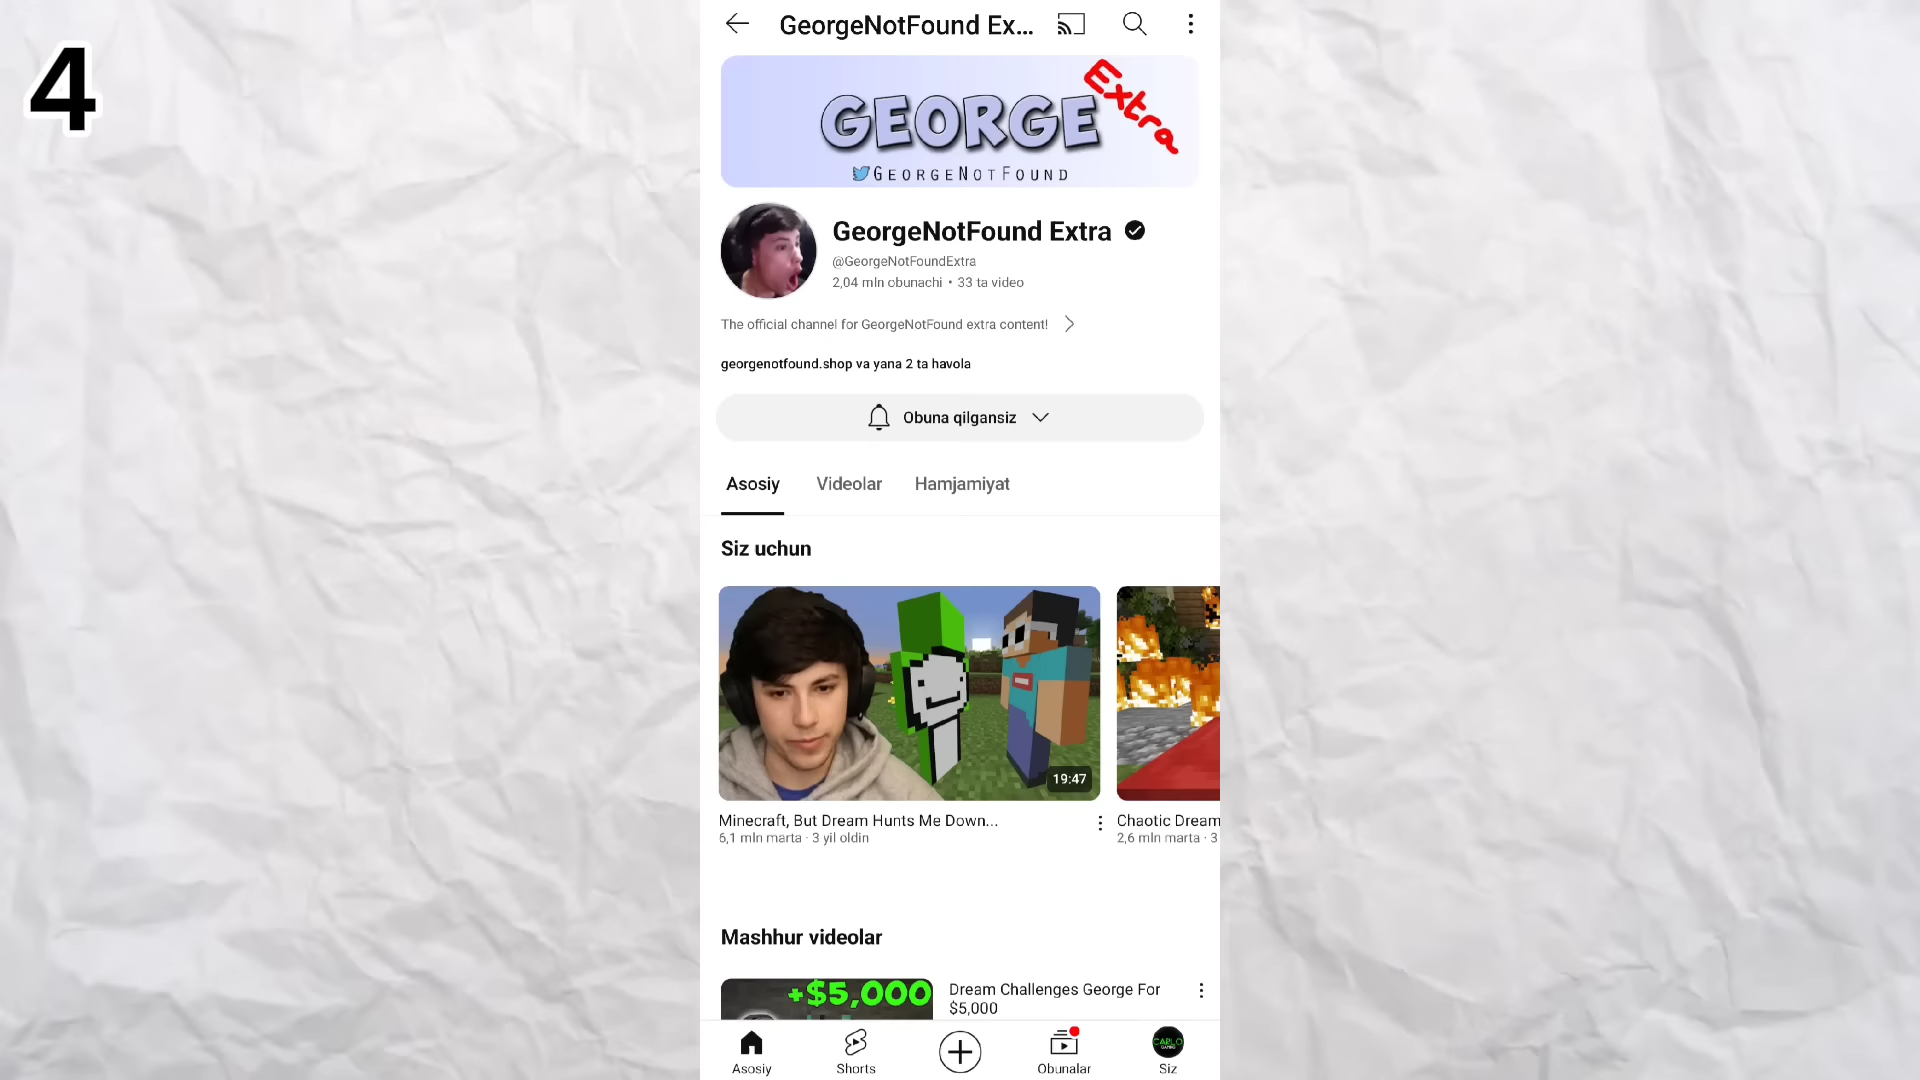 4
GeorgeNotFound Ex...
GEORGE
Extra
GEORGENOTFOUND
GeorgeNotFound Extra
@GeorgeNotFoundExtra
2,04 mln obunachi • 33 ta video
The official channel for GeorgeNotFound extra content!
georgenotfound.shop va yana 2 ta havola
Obuna qilgansiz
Asosiy Videolar Hamjamiyat
Siz uchun
19:47
Minecraft, But Dream Hunts Me Down...
6,1 mln marta · 3 yil oldin
Chaotic Dream
2,6 mln marta · 3
Mashhur videolar
+$5,000
Dream Challenges George For
$5,000
Asosiy Shorts Obunalar Siz
CARLO
GAMING